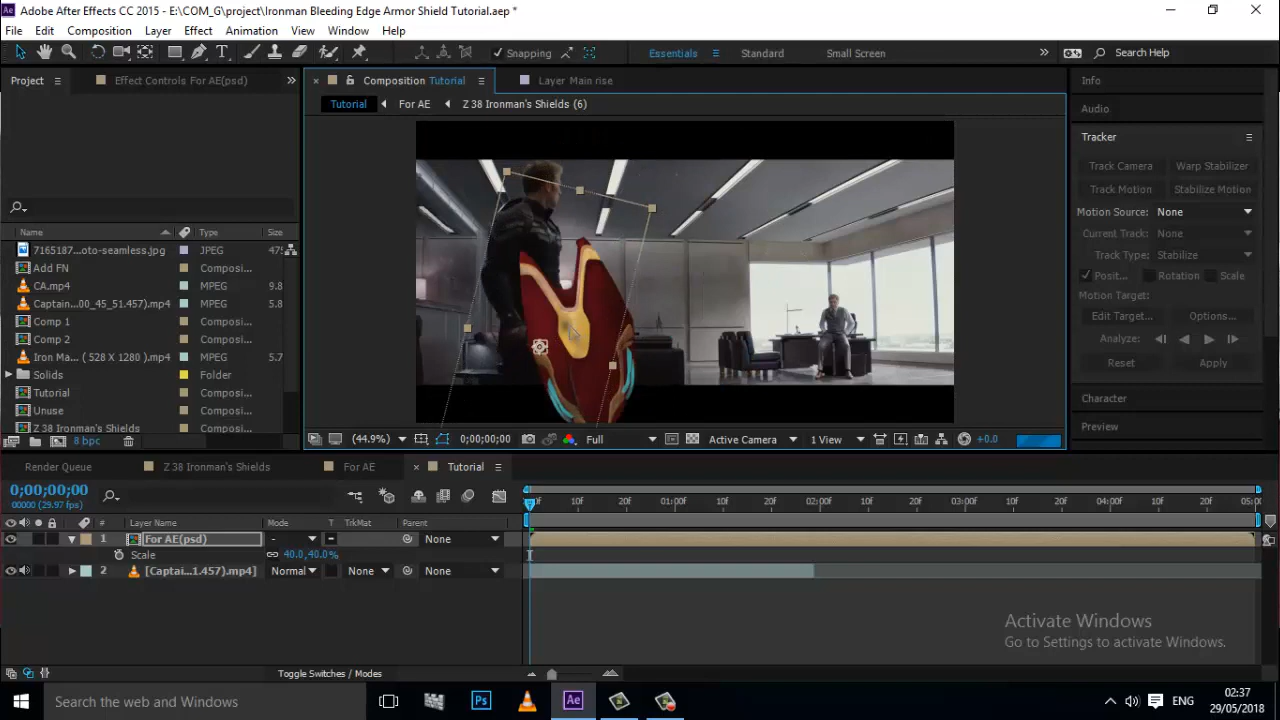 Adobe After Effects CC 2015 - E:\COM_G\project\Ironman Bleeding Edge Armor Shield Tutorial.aep *
File Edit Composition Layer Effect Animation View Window Help
Snapping Essentials Standard Small Screen Search Help
Project Effect Controls For AE(psd)
Composition Tutorial Layer Main rise
Tutorial For AE Z 38 Ironman's Shields (6)
Name Type Size
7165187...oto-seamless.jpg JPEG 47
Add FN Composi...
CA.mp4 MPEG 9.8
Captain...00_45_51.457).mp4 MPEG 5.8
Comp 1 Composi...
Comp 2 Composi...
Iron Ma... ( 528 X 1280 ).mp4 MPEG 5.7
Solids Folder
Tutorial Composi...
Unuse Composi...
Z 38 Ironman's Shields Composi...
8 bpc
(44.9%) 0;00;00;00 Full Active Camera 1 View +0.0
Info
Audio
Tracker
Track Camera Warp Stabilizer
Track Motion Stabilize Motion
Motion Source: None
Current Track: None
Track Type: Stabilize
Posit... Rotation Scale
Motion Target:
Edit Target... Options...
Analyze:
Reset Apply
Character
Preview
Render Queue Z 38 Ironman's Shields For AE Tutorial
0;00;00;00
00000 (29.97 fps)
10f 20f 01:00f 10f 20f 02:00f 10f 20f 03:00f 10f 20f 04:00f 10f 20f 05:0
# Layer Name Mode T TrkMat Parent
1 For AE(psd) - None
Scale 40.0,40.0%
2 [Captai...1.457).mp4] Normal None None
Toggle Switches / Modes
Activate Windows
Go to Settings to activate Windows.
Search the web and Windows
Ps Ae
ENG
02:37
29/05/2018